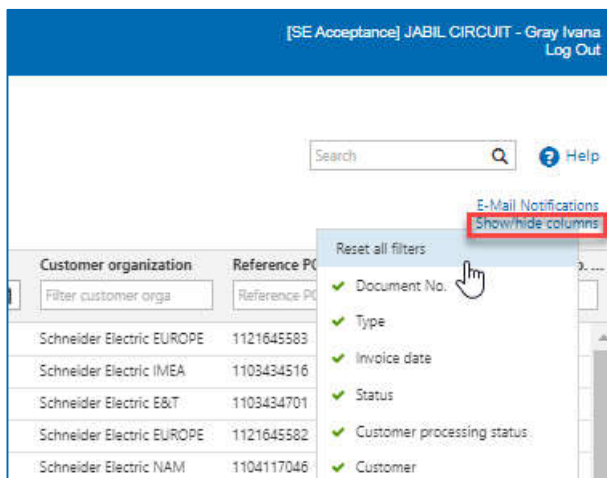 [SE Acceptance] JABIL CIRCUIT - Gray Ivana
Log Out
Search
Help
E-Mail Notifications
Show/hide columns
Reset all filters
Customer organization Reference PO
Filter customer orga Reference PO
Document No.
Type
Invoice date
Status
Customer processing status
Customer
Schneider Electric EUROPE 1121645583
Schneider Electric IMEA 1103434516
Schneider Electric E&T 1103434701
Schneider Electric EUROPE 1121645582
Schneider Electric NAM 1104117046